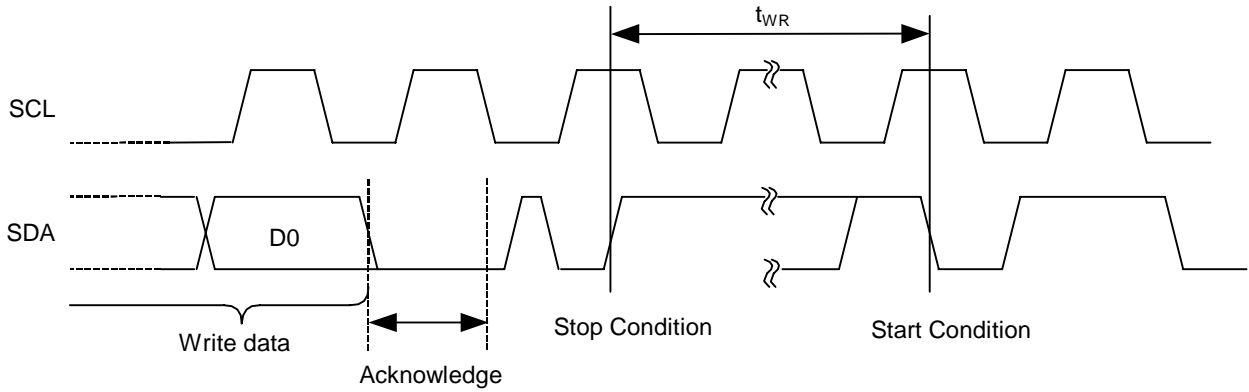 tWR
SCL
SDA
D0
Write data
Stop Condition
Start Condition
Acknowledge